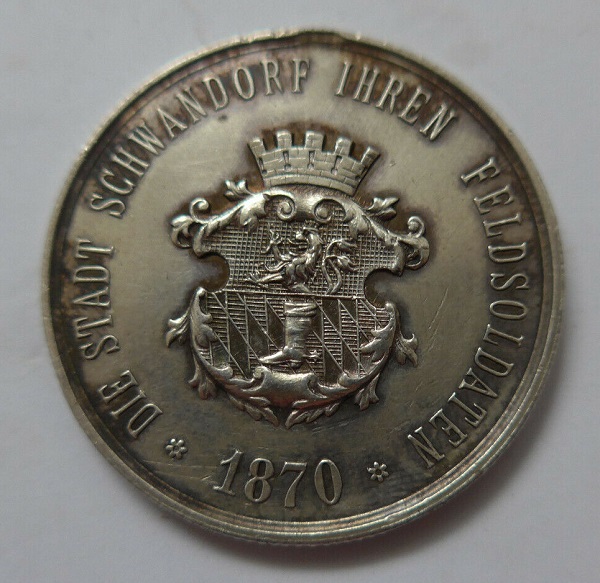 DIE STADT SCHWANDORF IHREN FELDSOLDATEN
* 1870 *